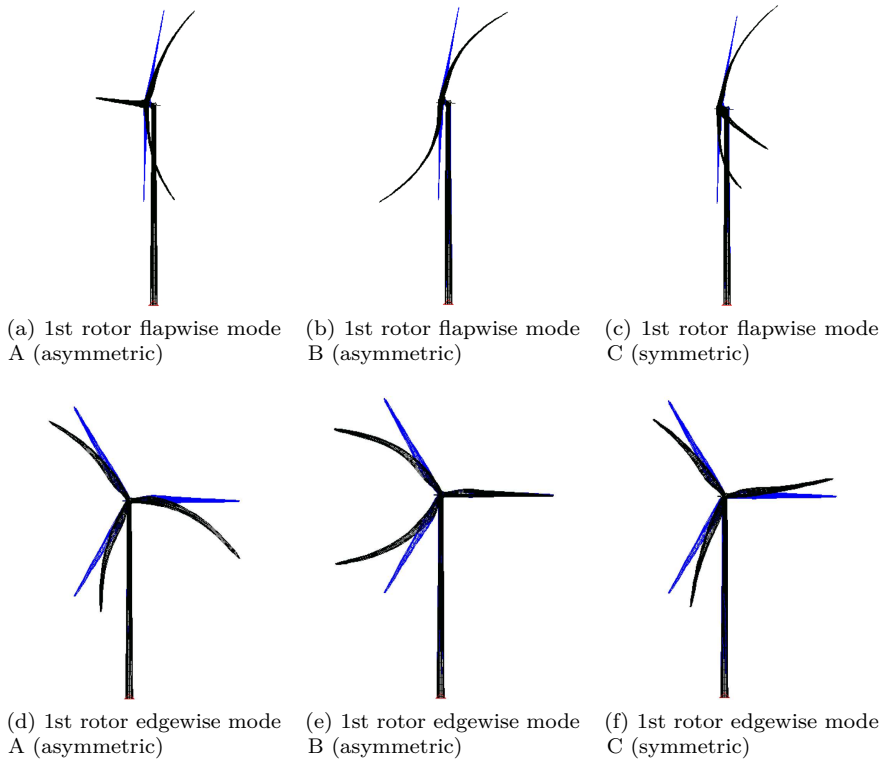 (a) 1st rotor flapwise mode
A (asymmetric)
(b) 1st rotor flapwise mode
B (asymmetric)
(c) 1st rotor flapwise mode
C (symmetric)
(d) 1st rotor edgewise mode
A (asymmetric)
(e) 1st rotor edgewise mode
B (asymmetric)
(f) 1st rotor edgewise mode
C (symmetric)